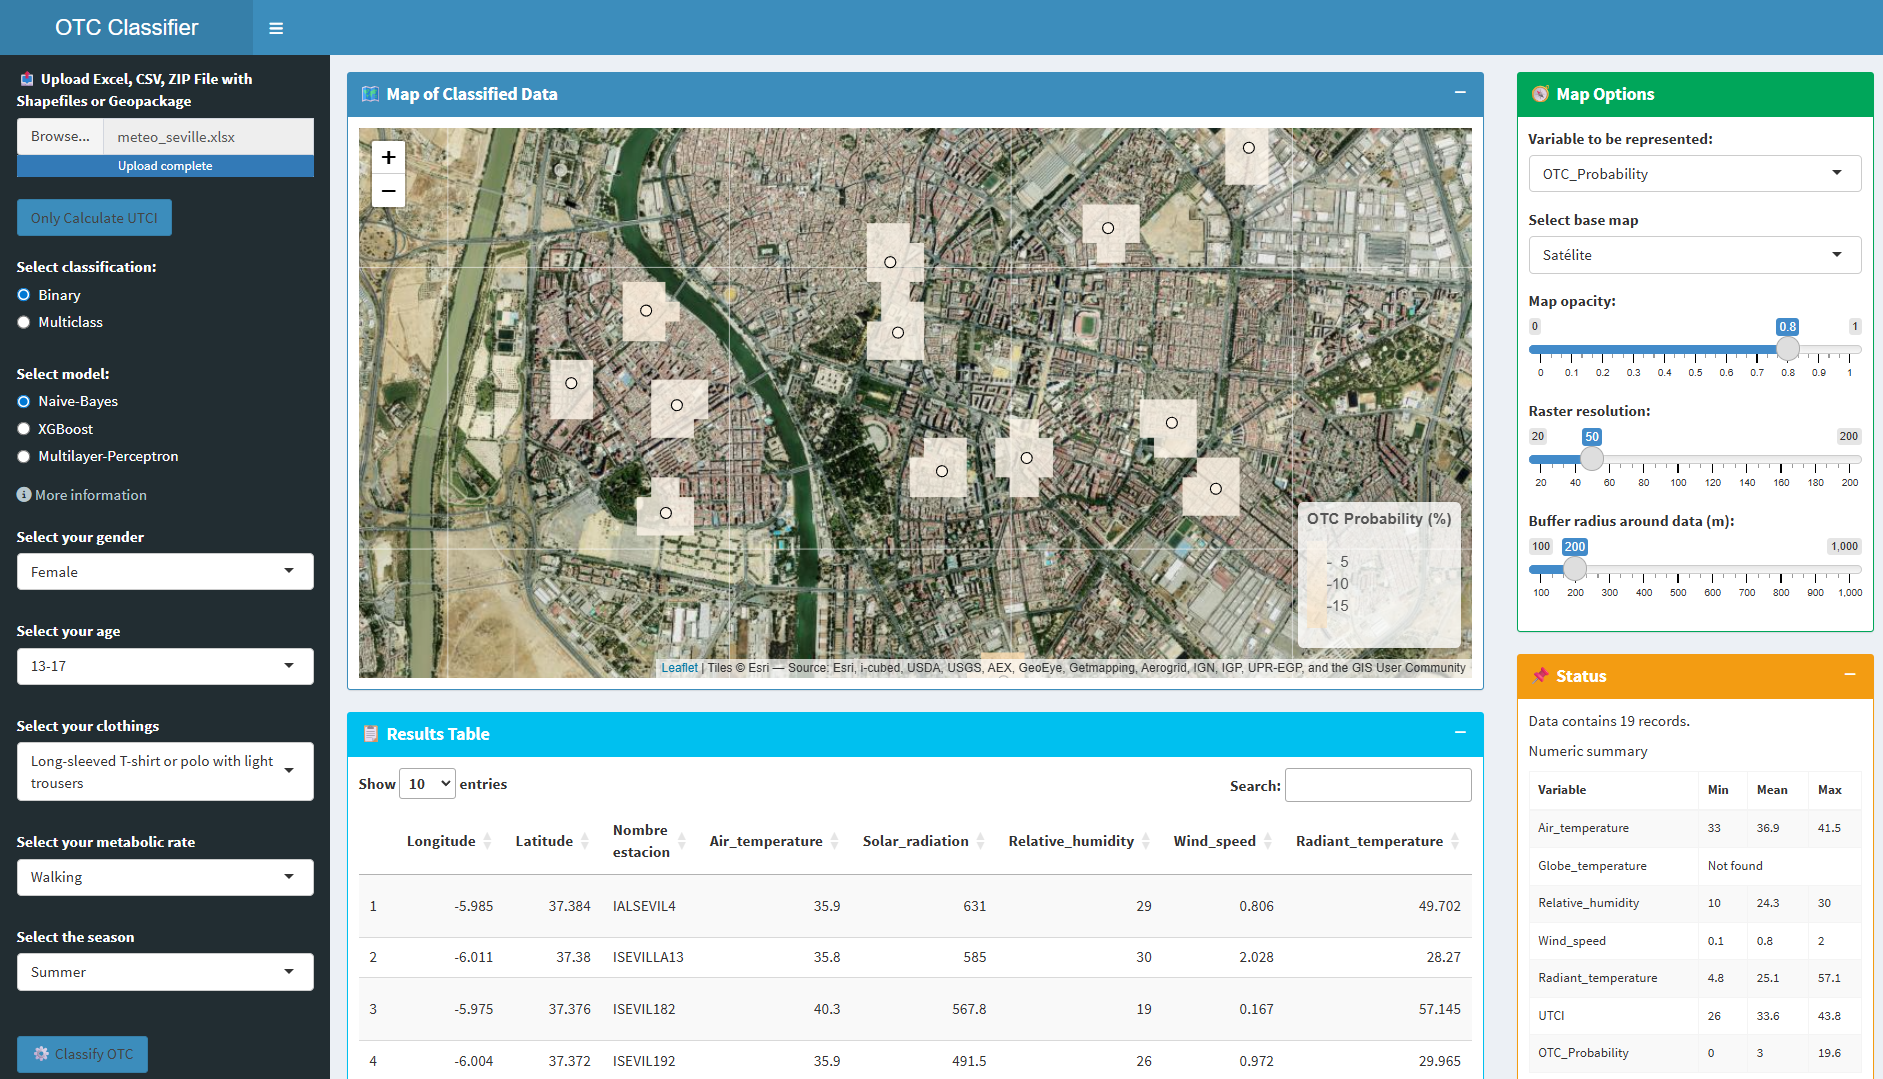 OTC Classifier
Upload Excel, CSV, ZIP File with
Shapefiles or Geopackage
Browse... meteo_seville.xlsx
Upload complete
Only Calculate UTCI
Select classification:
Binary
Multiclass
Select model:
Naive-Bayes
XGBoost
Multilayer-Perceptron
More information
Select your gender
Female
Select your age
13-17
Select your clothings
Long-sleeved T-shirt or polo with light
trousers
Select your metabolic rate
Walking
Select the season
Summer
Classify OTC
Map of Classified Data
+
−
OTC Probability (%)
5
10
15
Leaflet | Tiles © Esri — Source: Esri, i-cubed, USDA, USGS, AEX, GeoEye, Getmapping, Aerogrid, IGN, IGP, UPR-EGP, and the GIS User Community
Results Table
Show 10 entries Search:
Longitude Latitude Nombre estacion Air_temperature Solar_radiation Relative_humidity Wind_speed Radiant_temperature
1 -5.985 37.384 IALSEVIL4 35.9 631 29 0.806 49.702
2 -6.011 37.38 ISEVILLA13 35.8 585 30 2.028 28.27
3 -5.975 37.376 ISEVIL182 40.3 567.8 19 0.167 57.145
4 -6.004 37.372 ISEVIL192 35.9 491.5 26 0.972 29.965
Map Options
Variable to be represented:
OTC_Probability
Select base map
Satélite
Map opacity:
0 0.8 1
0 0.1 0.2 0.3 0.4 0.5 0.6 0.7 0.8 0.9 1
Raster resolution:
20 50 200
20 40 60 80 100 120 140 160 180 200
Buffer radius around data (m):
100 200 1,000
100 200 300 400 500 600 700 800 900 1,000
Status
Data contains 19 records.
Numeric summary
Variable Min Mean Max
Air_temperature 33 36.9 41.5
Globe_temperature Not found
Relative_humidity 10 24.3 30
Wind_speed 0.1 0.8 2
Radiant_temperature 4.8 25.1 57.1
UTCI 26 33.6 43.8
OTC_Probability 0 3 19.6